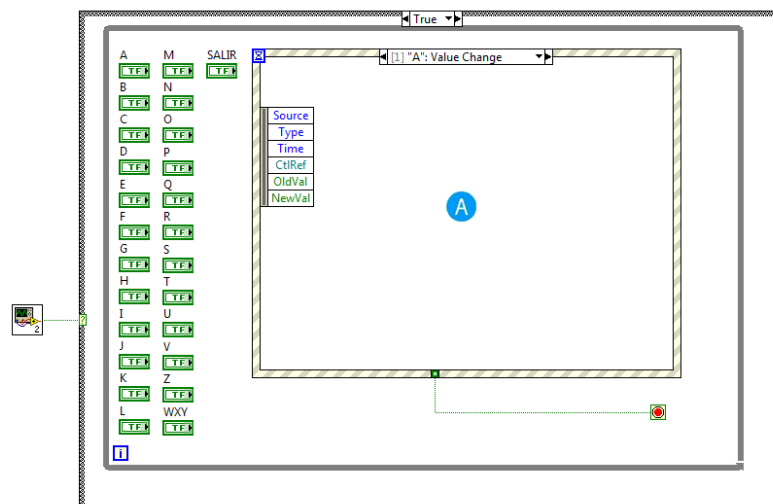 True
A M SALIR
TF TF TF
B N
TF TF
C O
TF TF
D P
TF TF
E Q
TF TF
F R
TF TF
G S
TF TF
H T
TF TF
I U
TF TF
J V
TF TF
K Z
TF TF
L WXY
TF TF
[1] "A": Value Change
Source
Type
Time
CtlRef
OldVal
NewVal
A
2
?
i